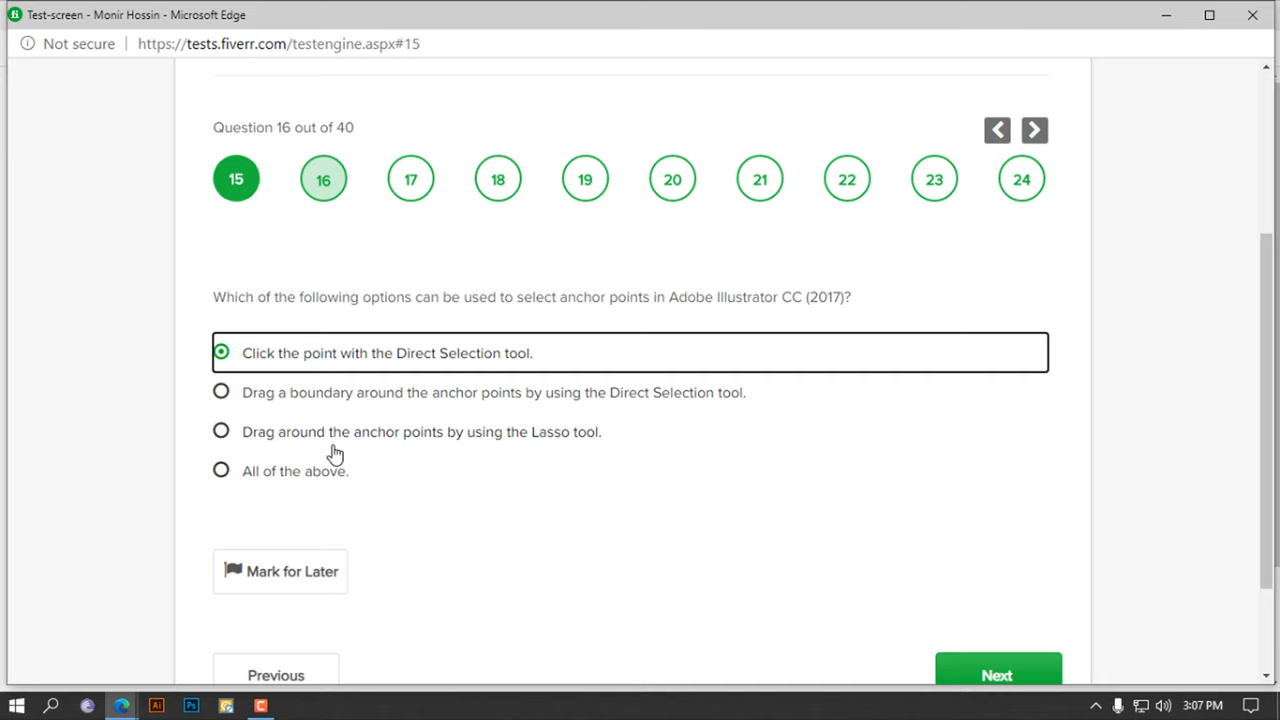 Test-screen - Monir Hossin - Microsoft Edge
Not secure | https://tests.fiverr.com/testengine.aspx#15
Question 16 out of 40
15 16 17 18 19 20 21 22 23 24
Which of the following options can be used to select anchor points in Adobe Illustrator CC (2017)?
Click the point with the Direct Selection tool.
Drag a boundary around the anchor points by using the Direct Selection tool.
Drag around the anchor points by using the Lasso tool.
All of the above.
Mark for Later
Previous
Next
Ai Ps C 3:07 PM